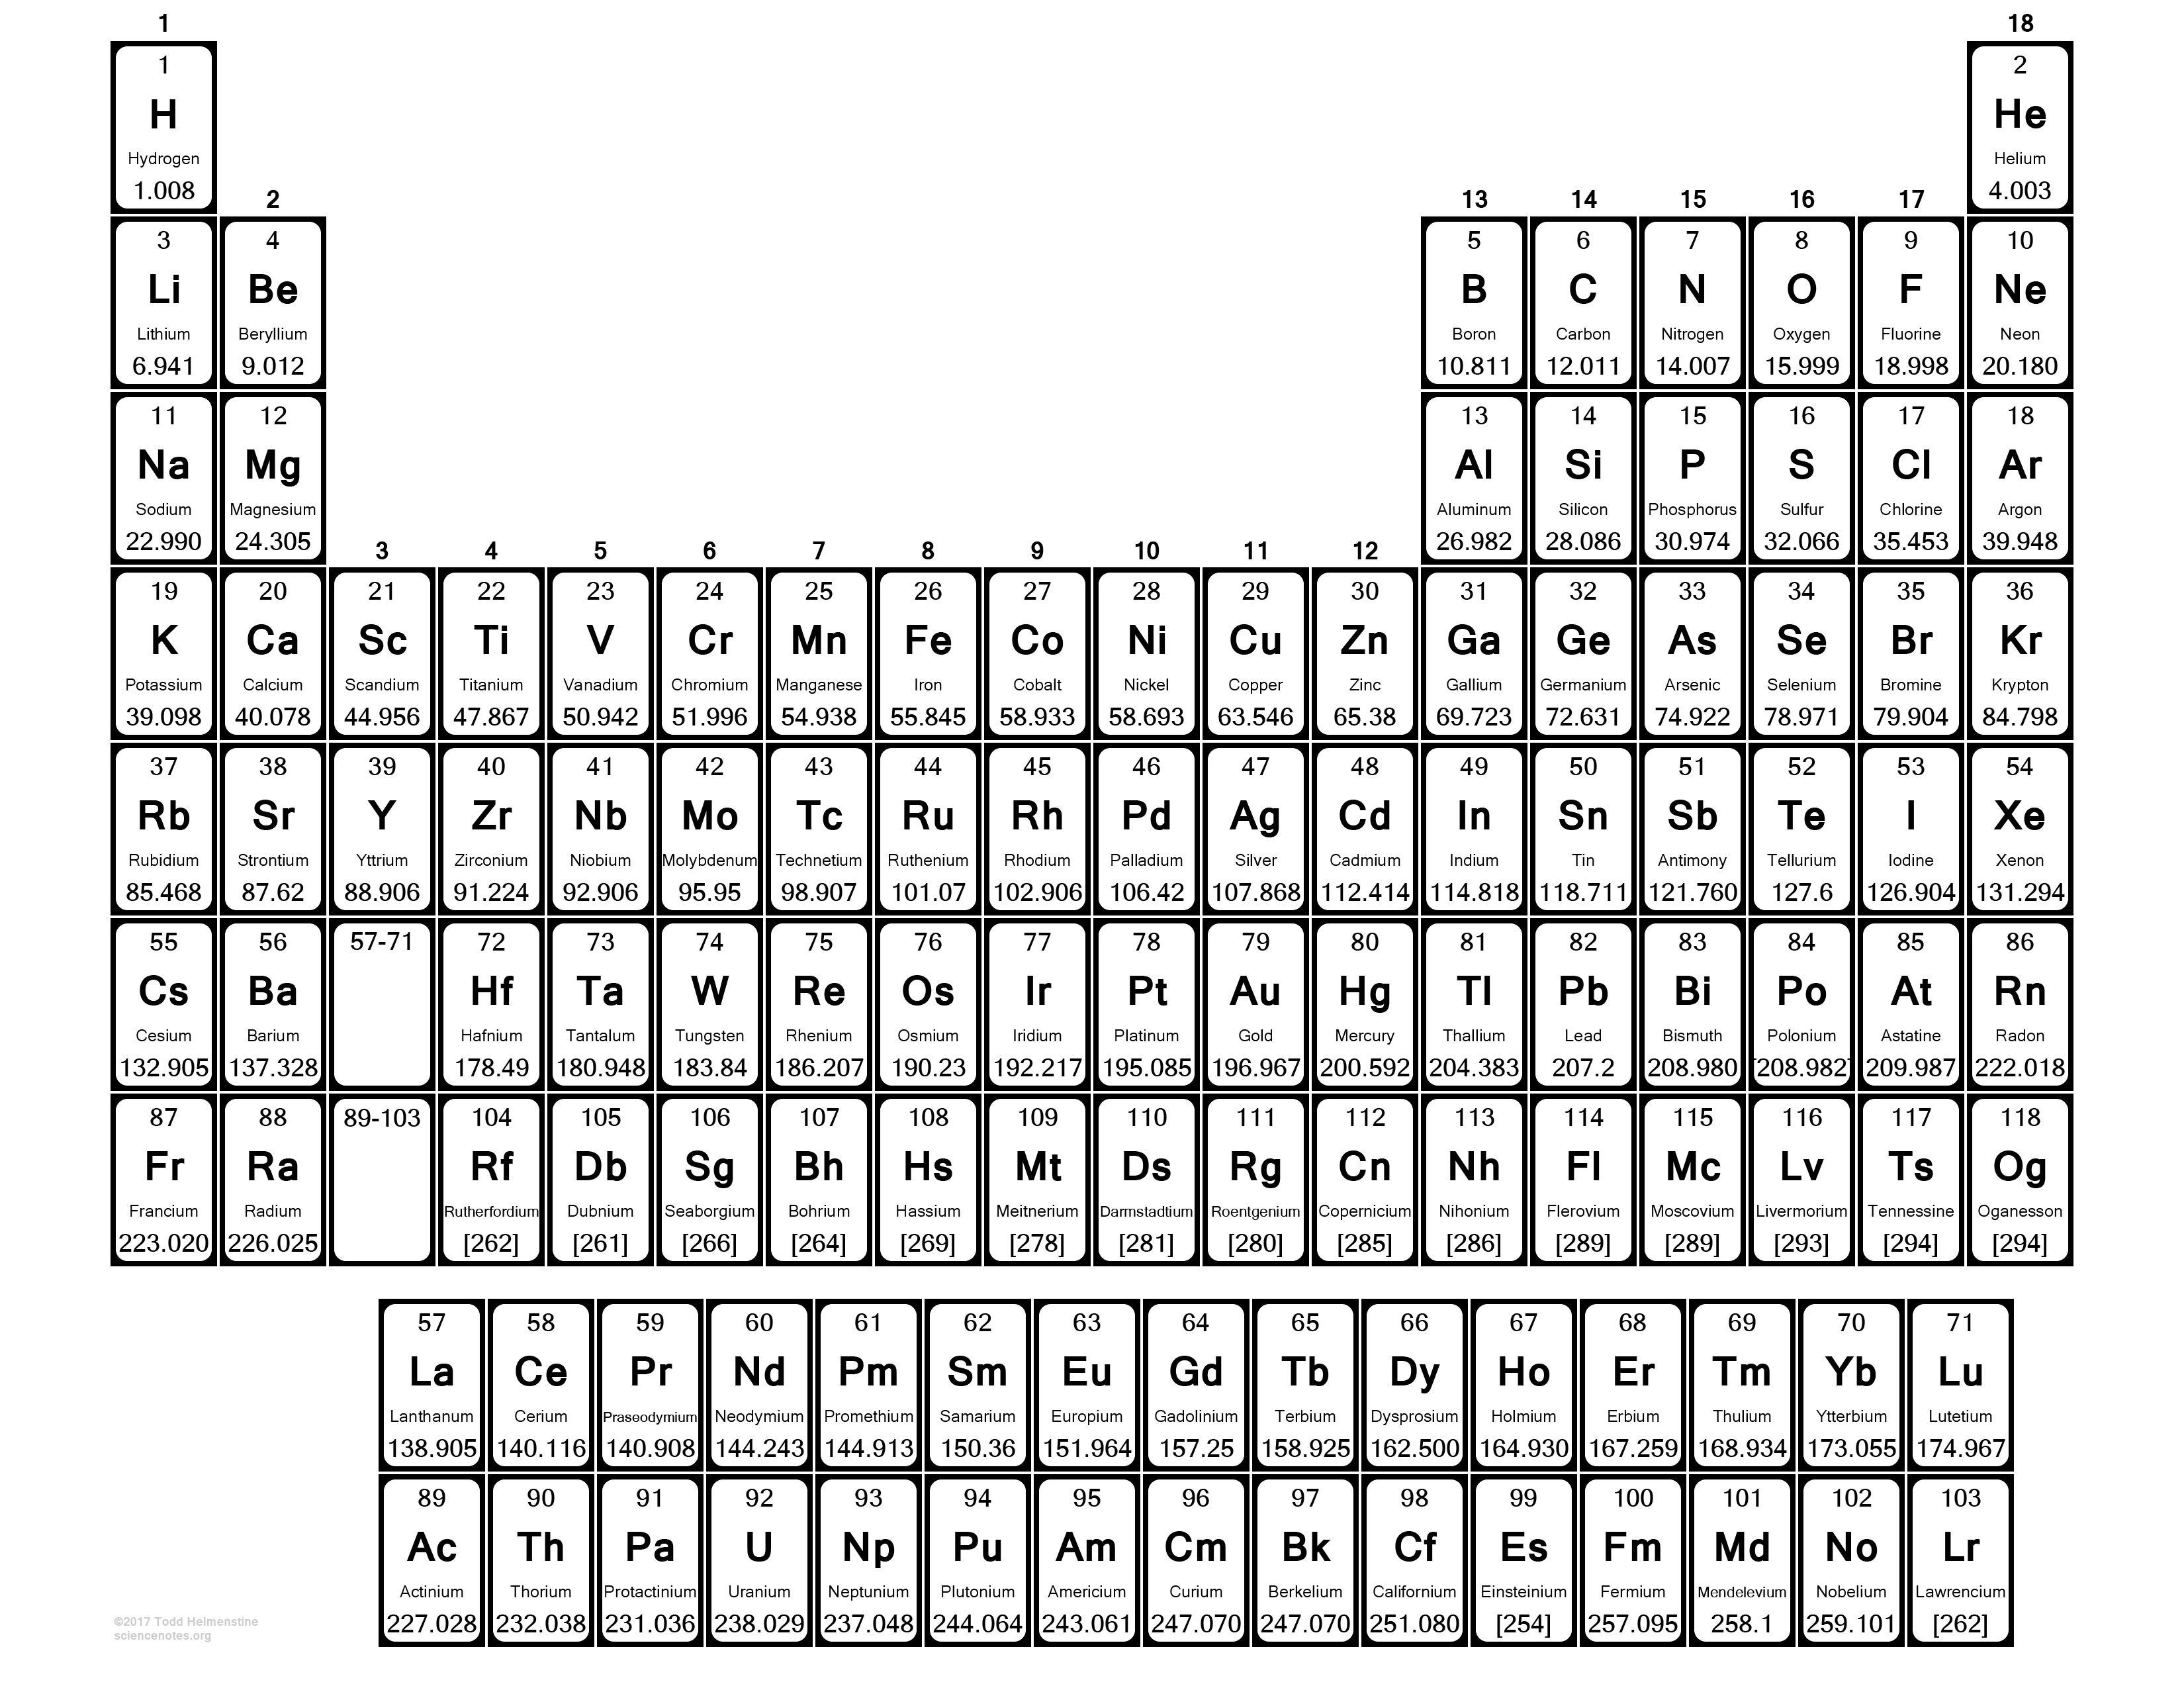 1 18
1 2
H He
Hydrogen Helium
1.008 4.003
2 13 14 15 16 17
3 4 5 6 7 8 9 10
Li Be B C N O F Ne
Lithium Beryllium Boron Carbon Nitrogen Oxygen Fluorine Neon
6.941 9.012 10.811 12.011 14.007 15.999 18.998 20.180
11 12 13 14 15 16 17 18
Na Mg Al Si P S Cl Ar
Sodium Magnesium Aluminum Silicon Phosphorus Sulfur Chlorine Argon
22.990 24.305 26.982 28.086 30.974 32.066 35.453 39.948
3 4 5 6 7 8 9 10 11 12
19 20 21 22 23 24 25 26 27 28 29 30 31 32 33 34 35 36
K Ca Sc Ti V Cr Mn Fe Co Ni Cu Zn Ga Ge As Se Br Kr
Potassium Calcium Scandium Titanium Vanadium Chromium Manganese Iron Cobalt Nickel Copper Zinc Gallium Germanium Arsenic Selenium Bromine Krypton
39.098 40.078 44.956 47.867 50.942 51.996 54.938 55.845 58.933 58.693 63.546 65.38 69.723 72.631 74.922 78.971 79.904 84.798
37 38 39 40 41 42 43 44 45 46 47 48 49 50 51 52 53 54
Rb Sr Y Zr Nb Mo Tc Ru Rh Pd Ag Cd In Sn Sb Te I Xe
Rubidium Strontium Yttrium Zirconium Niobium Molybdenum Technetium Ruthenium Rhodium Palladium Silver Cadmium Indium Tin Antimony Tellurium Iodine Xenon
85.468 87.62 88.906 91.224 92.906 95.95 98.907 101.07 102.906 106.42 107.868 112.414 114.818 118.711 121.760 127.6 126.904 131.294
55 56 57-71 72 73 74 75 76 77 78 79 80 81 82 83 84 85 86
Cs Ba Hf Ta W Re Os Ir Pt Au Hg Tl Pb Bi Po At Rn
Cesium Barium Hafnium Tantalum Tungsten Rhenium Osmium Iridium Platinum Gold Mercury Thallium Lead Bismuth Polonium Astatine Radon
132.905 137.328 178.49 180.948 183.84 186.207 190.23 192.217 195.085 196.967 200.592 204.383 207.2 208.980 [208.982] 209.987 222.018
87 88 89-103 104 105 106 107 108 109 110 111 112 113 114 115 116 117 118
Fr Ra Rf Db Sg Bh Hs Mt Ds Rg Cn Nh Fl Mc Lv Ts Og
Francium Radium Rutherfordium Dubnium Seaborgium Bohrium Hassium Meitnerium Darmstadtium Roentgenium Copernicium Nihonium Flerovium Moscovium Livermorium Tennessine Oganesson
223.020 226.025 [262] [261] [266] [264] [269] [278] [281] [280] [285] [286] [289] [289] [293] [294] [294]
57 58 59 60 61 62 63 64 65 66 67 68 69 70 71
La Ce Pr Nd Pm Sm Eu Gd Tb Dy Ho Er Tm Yb Lu
Lanthanum Cerium Praseodymium Neodymium Promethium Samarium Europium Gadolinium Terbium Dysprosium Holmium Erbium Thulium Ytterbium Lutetium
138.905 140.116 140.908 144.243 144.913 150.36 151.964 157.25 158.925 162.500 164.930 167.259 168.934 173.055 174.967
89 90 91 92 93 94 95 96 97 98 99 100 101 102 103
Ac Th Pa U Np Pu Am Cm Bk Cf Es Fm Md No Lr
Actinium Thorium Protactinium Uranium Neptunium Plutonium Americium Curium Berkelium Californium Einsteinium Fermium Mendelevium Nobelium Lawrencium
227.028 232.038 231.036 238.029 237.048 244.064 243.061 247.070 247.070 251.080 [254] 257.095 258.1 259.101 [262]
©2017 Todd Helmenstine
sciencenotes.org